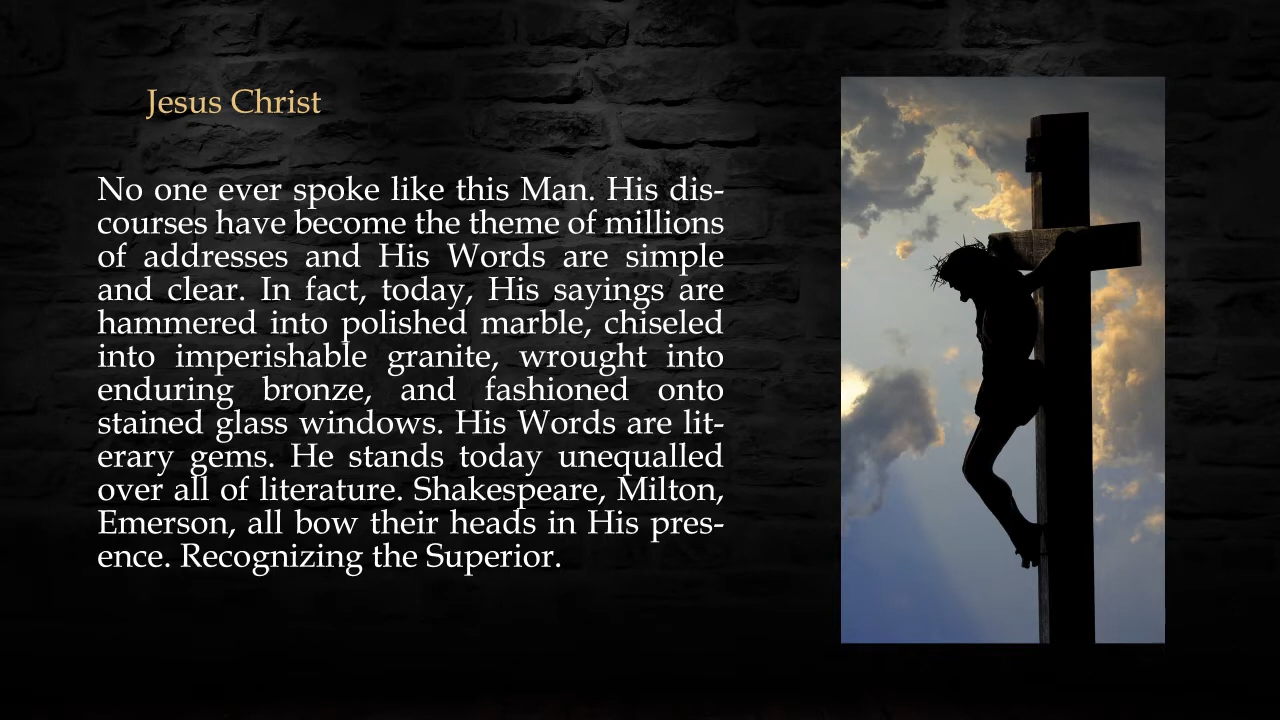 Jesus Christ
No one ever spoke like this Man. His dis-
courses have become the theme of millions
of addresses and His Words are simple
and clear. In fact, today, His sayings are
hammered into polished marble, chiseled
into imperishable granite, wrought into
enduring bronze, and fashioned onto
stained glass windows. His Words are lit-
erary gems. He stands today unequalled
over all of literature. Shakespeare, Milton,
Emerson, all bow their heads in His pres-
ence. Recognizing the Superior.